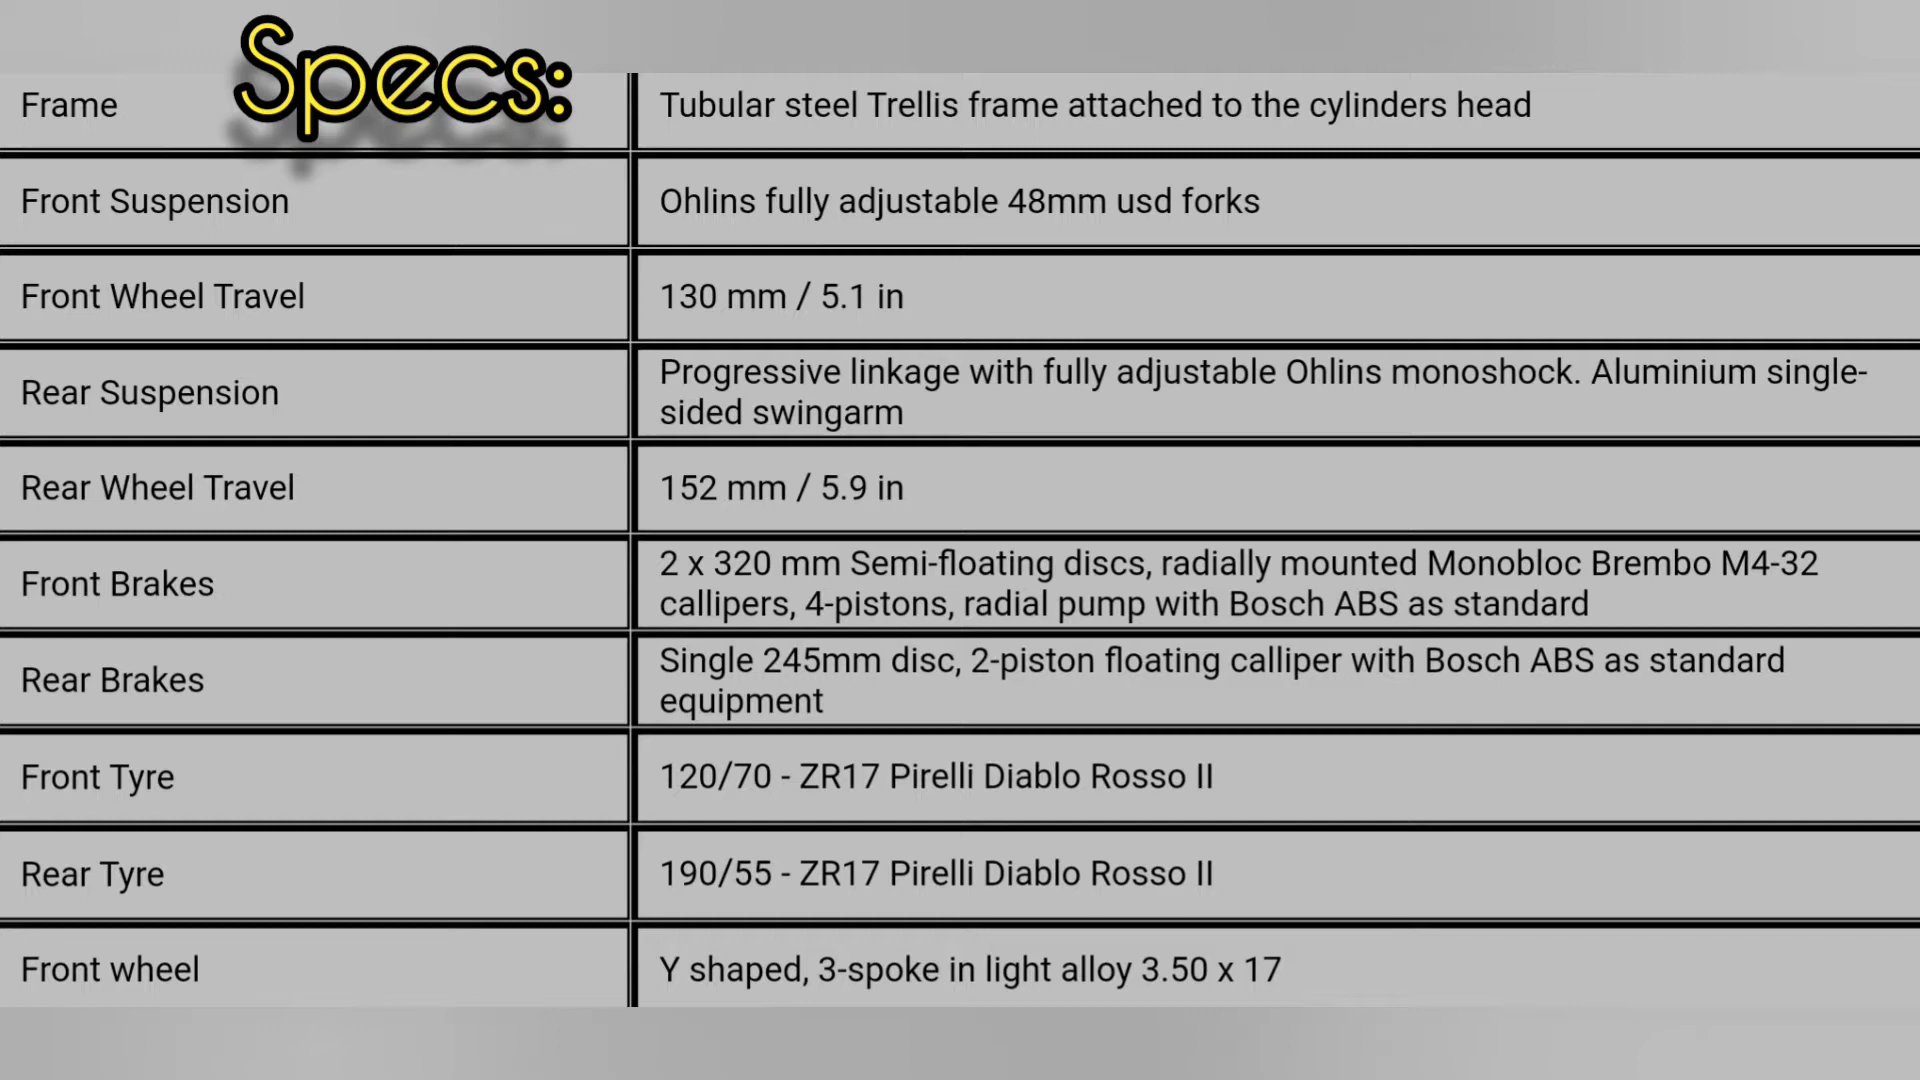 Specs:
Frame
Tubular steel Trellis frame attached to the cylinders head
Front Suspension
Ohlins fully adjustable 48mm usd forks
Front Wheel Travel
130 mm / 5.1 in
Rear Suspension
Progressive linkage with fully adjustable Ohlins monoshock. Aluminium single-
sided swingarm
Rear Wheel Travel
152 mm / 5.9 in
Front Brakes
2 x 320 mm Semi-floating discs, radially mounted Monobloc Brembo M4-32
callipers, 4-pistons, radial pump with Bosch ABS as standard
Rear Brakes
Single 245mm disc, 2-piston floating calliper with Bosch ABS as standard
equipment
Front Tyre
120/70 - ZR17 Pirelli Diablo Rosso II
Rear Tyre
190/55 - ZR17 Pirelli Diablo Rosso II
Front wheel
Y shaped, 3-spoke in light alloy 3.50 x 17